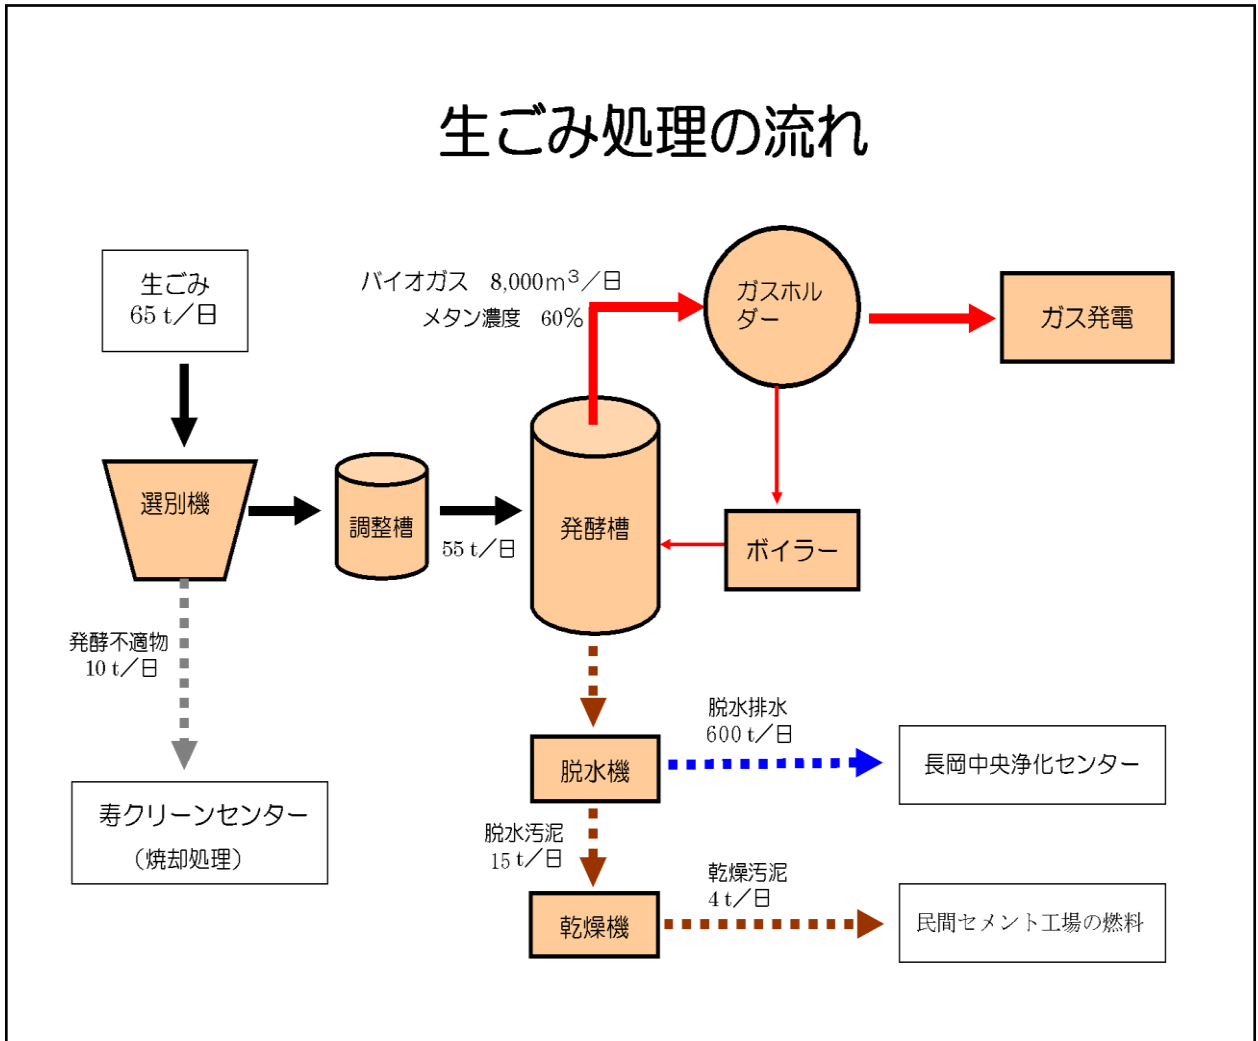 生ごみ処理の流れ
生ごみ
65 t／日
バイオガス 8,000m³／日
メタン濃度 60%
ガスホル
ダー
ガス発電
選別機
調整槽
55 t／日
発酵槽
ボイラー
発酵不適物
10 t／日
脱水排水
600 t／日
脱水機
長岡中央浄化センター
寿クリーンセンター
（焼却処理）
脱水汚泥
15 t／日
乾燥汚泥
4 t／日
乾燥機
民間セメント工場の燃料